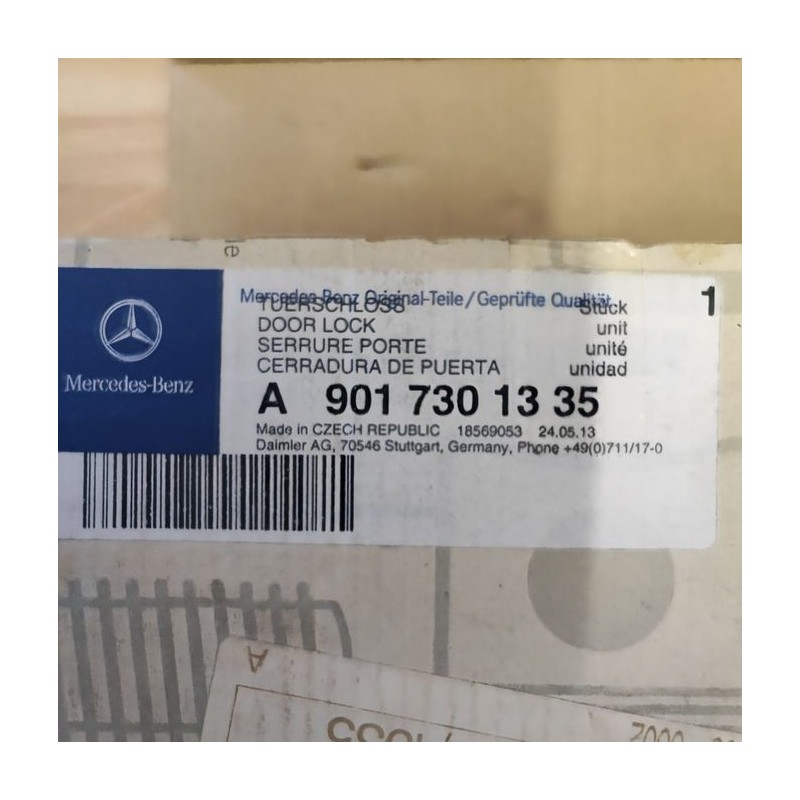 le
Mercedes-Benz Original-Teile/Geprüfte Qualität
1
TUERSCHLOSS Stück
DOOR LOCK unit
SERRURE PORTE unité
CERRADURA DE PUERTA unidad
Mercedes-Benz
A 901 730 13 35
Made in CZECH REPUBLIC 18569053 24.05.13
Daimler AG, 70546 Stuttgart, Germany, Phone +49(0)711/17-0
A